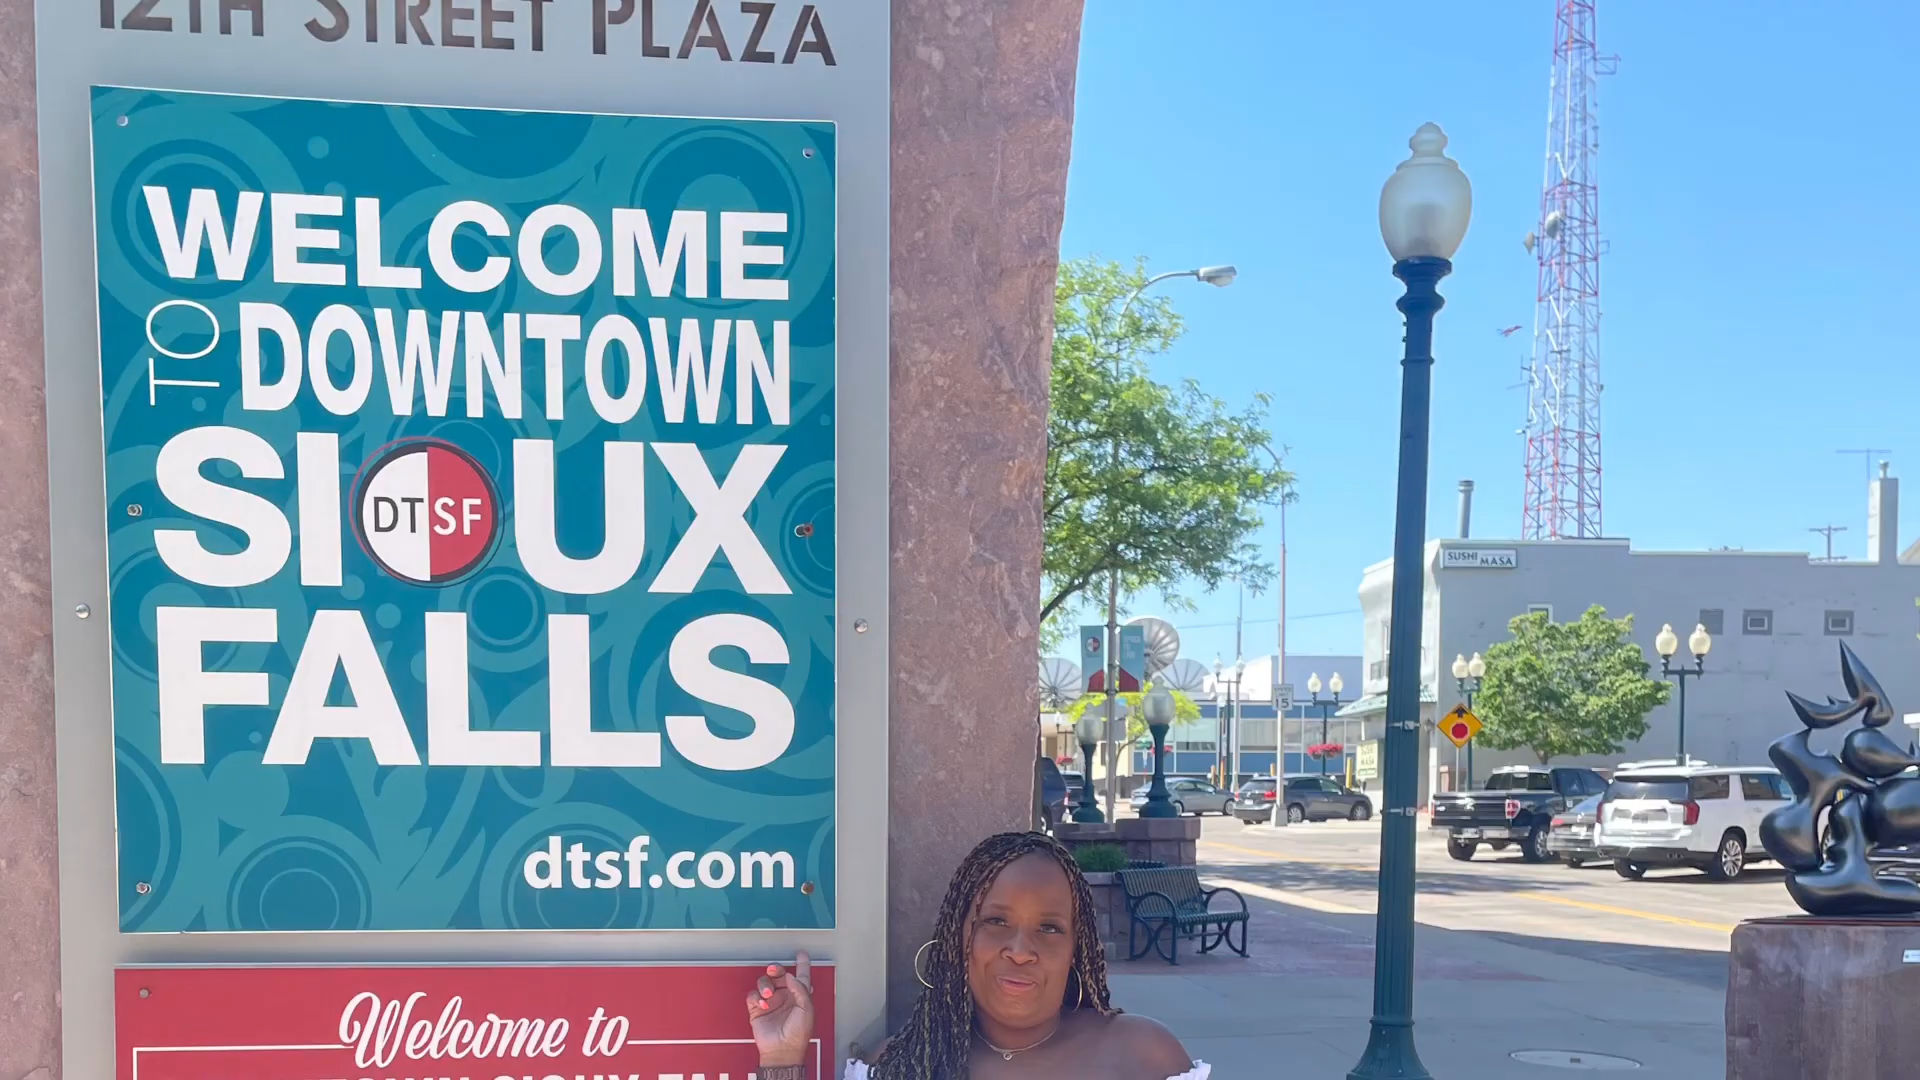 12TH STREET PLAZA
WELCOME
TO DOWNTOWN
SIOUX
DTSF
FALLS
dtsf.com
Welcome to
SUSHI MASA
15